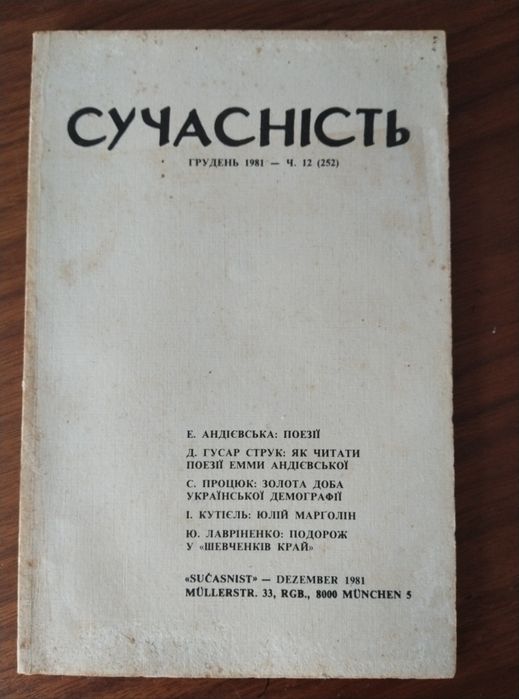 СУЧАСНІСТЬ
ГРУДЕНЬ 1981 — Ч. 12 (252)
Е. АНДІЄВСЬКА: ПОЕЗІЇ
Д. ГУСАР СТРУК: ЯК ЧИТАТИ
ПОЕЗІЇ ЕММИ АНДІЄВСЬКОЇ
С. ПРОЦЮК: ЗОЛОТА ДОБА
УКРАЇНСЬКОЇ ДЕМОГРАФІЇ
І. КУТІЄЛЬ: ЮЛІЙ МАРҐОЛІН
Ю. ЛАВРІНЕНКО: ПОДОРОЖ
У «ШЕВЧЕНКІВ КРАЙ»
«SUČASNIST» — DEZEMBER 1981
MÜLLERSTR. 33, RGB., 8000 MÜNCHEN 5